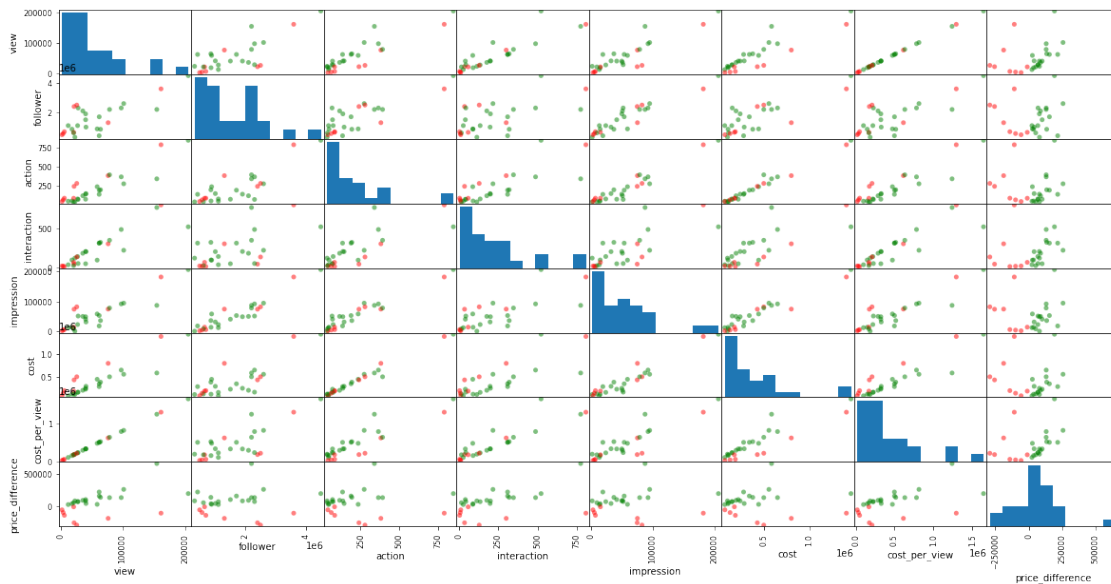 view
200000
100000
0
1e6
follower
4
2
action
750
500
250
interaction
500
0
impression
200000
100000
0
1e6
cost
1.0
0.5
1e6
cost_per_view
1
0
price_difference
500000
0
0
100000
200000
view
2
4
1e6
follower
250
500
750
action
0
250
500
750
interaction
0
100000
200000
impression
0.5
1.0
1e6
cost
0.0
0.5
1.0
1.5
1e6
cost_per_view
−250000
0
250000
500000
price_difference